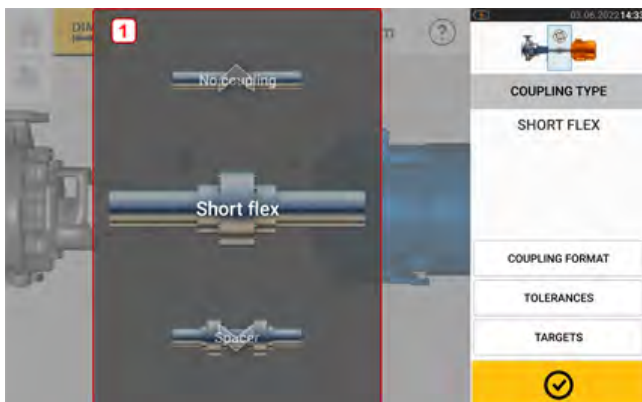 DIM
1
m
?
03.06.2022 14:33
No coupling
Short flex
Spacer
COUPLING TYPE
SHORT FLEX
COUPLING FORMAT
TOLERANCES
TARGETS